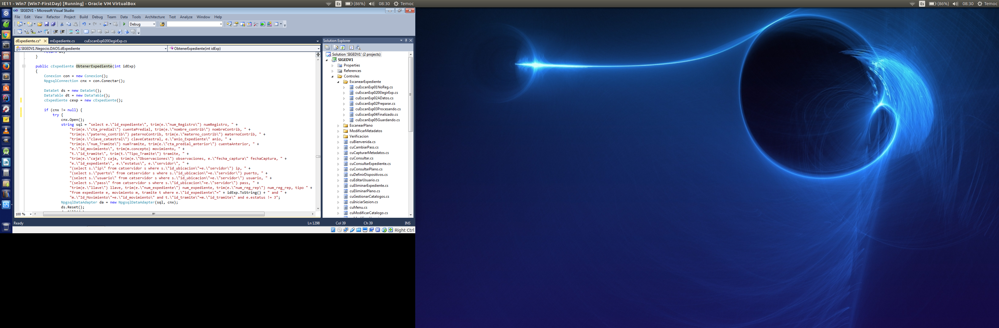 IE11 - Win7 (Win7-FirstDay) [Running] - Oracle VM VirtualBox
Es (86%) 08:30 Temoc
Es (86%) 08:30 Temoc
SIGEDV1 - Microsoft Visual Studio
File Edit View Refactor Project Build Debug Team Data Tools Architecture Test Analyze Window Help
Debug
dExpediente.cs* mExpediente.cs cuEscanExp020ElegirExp.cs
SIGEDV1.Negocio.DAOS.dExpediente ObtenerExpediente(int idExp)
}
public cExpediente ObtenerExpediente(int idExp)
{
Conexion con = new Conexion();
NpgsqlConnection cnx = con.Conectar();
DataSet ds = new DataSet();
DataTable dt = new DataTable();
cExpediente cexp = new cExpediente();
if (cnx != null) {
try {
cnx.Open();
string sql = "select e.\"id_expediente\", trim(e.\"num_Registro\") numRegistro, " +
"trim(e.\"cta_predial\") cuentaPredial, trim(e.\"nombre_contrib\") nombreContrib, " +
"trim(e.\"paterno_contrib\") paternoContrib, trim(e.\"materno_contrib\") maternoContrib, " +
"trim(e.\"clave_catastral\") claveCatastral, e.\"anio_Expediente\" anio, " +
"trim(e.\"num_Tramite\") numTramite, trim(e.\"cta_predial_anterior\") cuentaAnterior, " +
"e.\"id_movimiento\", trim(m.concepto) movimiento, " +
"t.\"id_tramite\", trim(t.\"Tipo_Tramite\") tramite, " +
"trim(e.\"caja\") caja, trim(e.\"Observaciones\") observaciones, e.\"fecha_captura\" fechaCaptura, " +
"e.\"id_expediente\", e.\"estatus\", e.\"servidor\", " +
"(select s.\"ip\" from catservidor s where s.\"id_ubicacion\"=e.\"servidor\") ip, " +
"(select s.\"puerto\" from catservidor s where s.\"id_ubicacion\"=e.\"servidor\") puerto, " +
"(select s.\"usuario\" from catservidor s where s.\"id_ubicacion\"=e.\"servidor\") usuario, " +
"(select s.\"pass\" from catservidor s where s.\"id_ubicacion\"=e.\"servidor\") pass, " +
"trim(e.\"llave\") llave, trim(e.\"num_expediente\") num_expediente, trim(e.\"num_reg_rep\") num_reg_rep, tipo " +
"from expediente e, movimiento m, tramite t where e.\"id_expediente\"=" + idExp.ToString() + " and " +
"m.\"Id_Movimiento\"=e.\"id_movimiento\" and t.\"id_tramite\"=m.\"id_tramite\" and e.estatus != 3";
NpgsqlDataAdapter da = new NpgsqlDataAdapter(sql, cnx);
ds.Reset();
100 %
Solution Explorer
Solution 'SIGEDV1' (2 projects)
SIGEDV1
Properties
References
Controles
EscanearExpediente
cuEscanExp01NoReg.cs
cuEscanExp020ElegirExp.cs
cuEscanExp02ADatos.cs
cuEscanExp02Preparar.cs
cuEscanExp03Procesando.cs
cuEscanExp04Finalizado.cs
cuEscanExp05Guardando.cs
EscanearPlano
ModificarMetadatos
Verificacion
cuBienvenida.cs
cuCambiarPass.cs
cuCapturarMetadatos.cs
cuConsultar.cs
cuConsultarExpediente.cs
cuConsultarPlano.cs
cuDefinirDispositivos.cs
cuEditarUsuario.cs
cuEliminarExpediente.cs
cuEliminarPlano.cs
cuGestionarCatalogos.cs
cuIniciarSesion.cs
cuMenu.cs
cuModificarCatalogo.cs
Ready Ln 1298 Col 39 Ch 39 INS
Right Ctrl